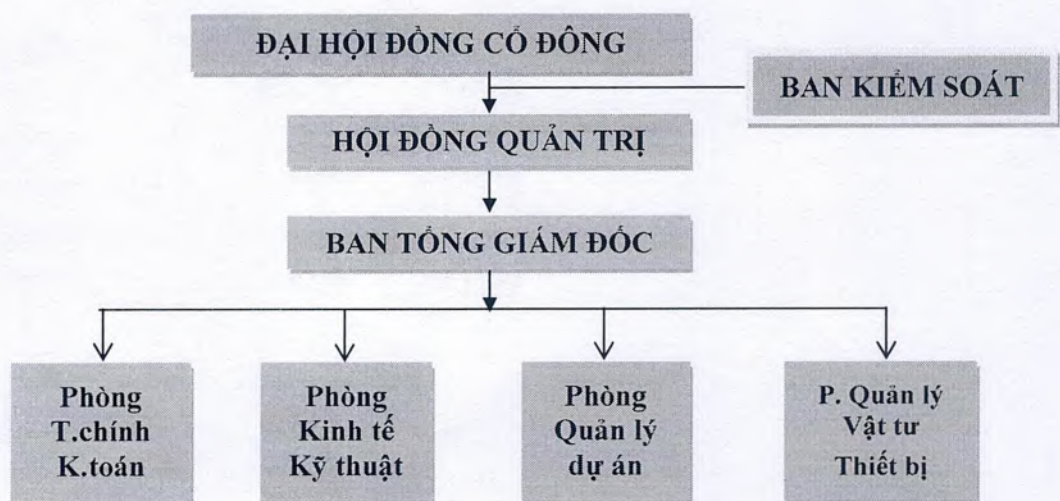 ĐẠI HỘI ĐỒNG CỔ ĐÔNG
BAN KIỂM SOÁT
HỘI ĐỒNG QUẢN TRỊ
BAN TỔNG GIÁM ĐỐC
Phòng
T.chính
K.toán
Phòng
Kinh tế
Kỹ thuật
Phòng
Quản lý
dự án
P. Quản lý
Vật tư
Thiết bị